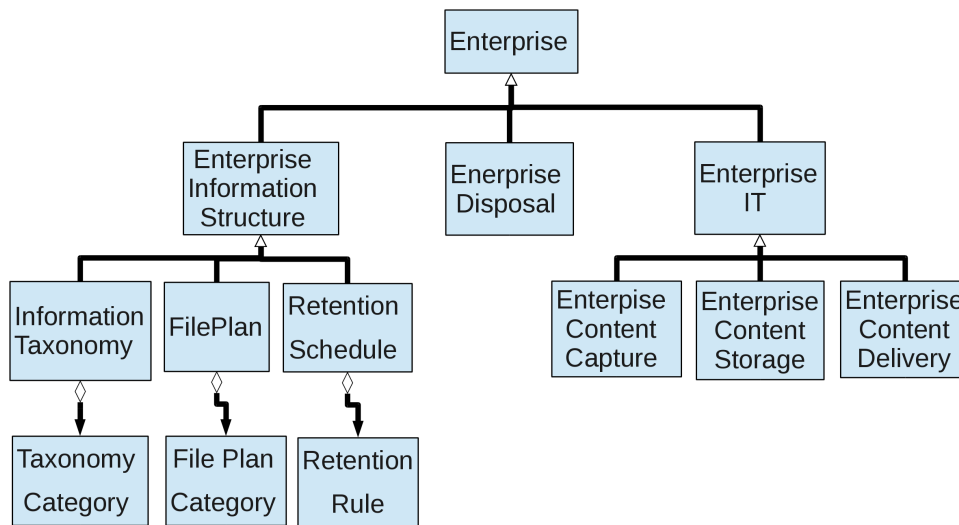 Enterprise
Enterprise
Information
Structure
Enerprise
Disposal
Enterprise
IT
Information
Taxonomy
FilePlan
Retention
Schedule
Enterpise
Content
Capture
Enterprise
Content
Storage
Enterprise
Content
Delivery
Taxonomy
Category
File Plan
Category
Retention
Rule